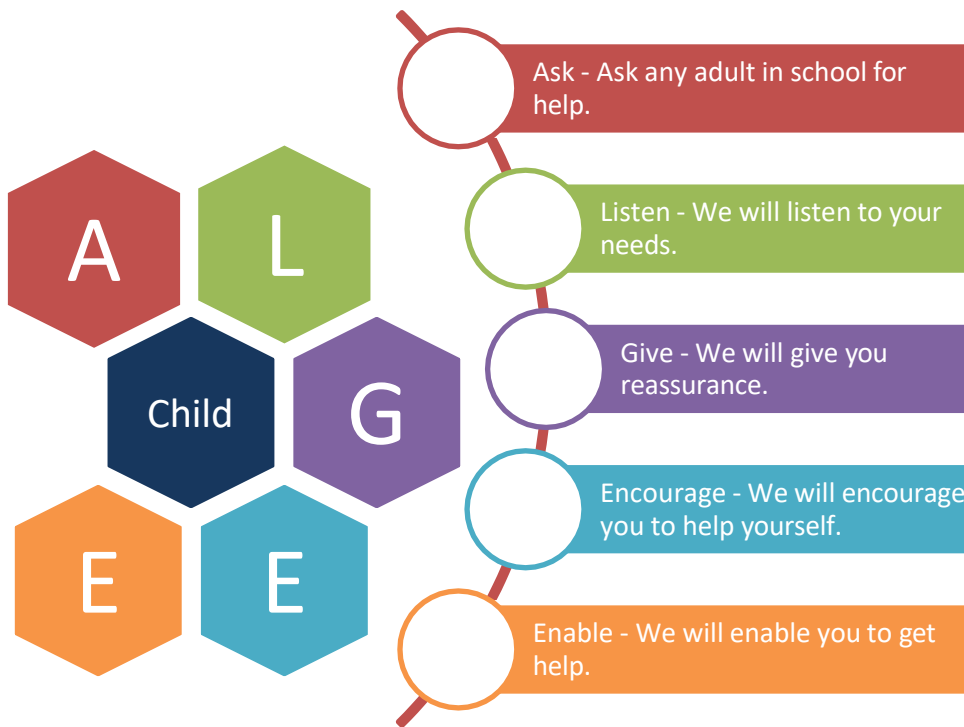 A
L
Child
G
E
E
Ask - Ask any adult in school for
help.
Listen - We will listen to your
needs.
Give - We will give you
reassurance.
Encourage - We will encourage
you to help yourself.
Enable - We will enable you to get
help.